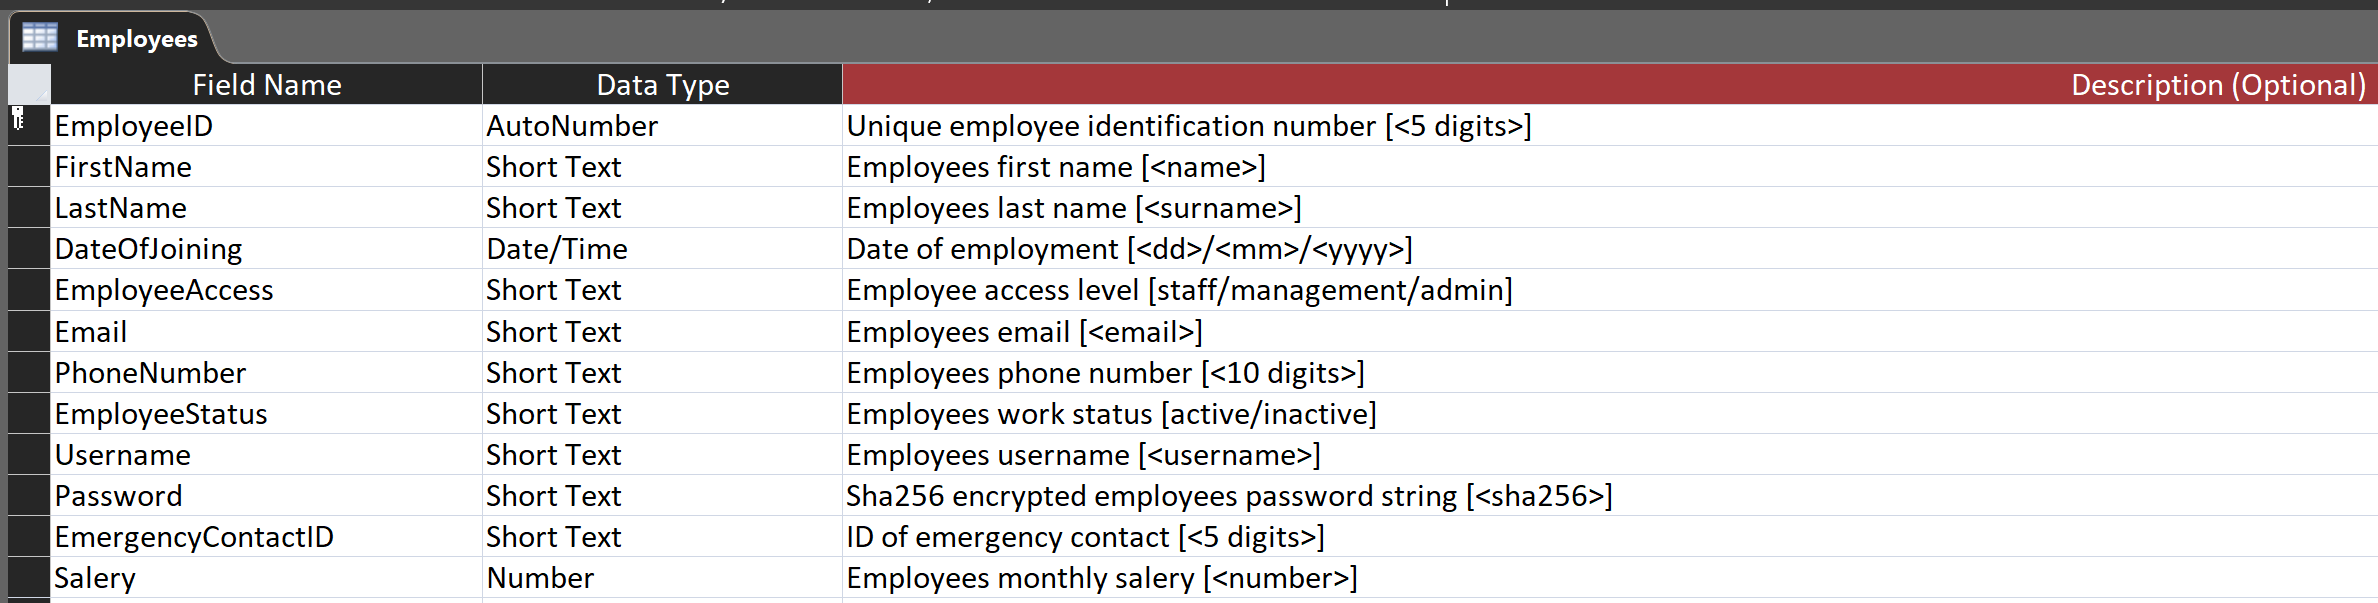 Employees
Field Name Data Type Description (Optional)
EmployeeID AutoNumber Unique employee identification number [<5 digits>]
FirstName Short Text Employees first name [<name>]
LastName Short Text Employees last name [<surname>]
DateOfJoining Date/Time Date of employment [<dd>/<mm>/<yyyy>]
EmployeeAccess Short Text Employee access level [staff/management/admin]
Email Short Text Employees email [<email>]
PhoneNumber Short Text Employees phone number [<10 digits>]
EmployeeStatus Short Text Employees work status [active/inactive]
Username Short Text Employees username [<username>]
Password Short Text Sha256 encrypted employees password string [<sha256>]
EmergencyContactID Short Text ID of emergency contact [<5 digits>]
Salery Number Employees monthly salery [<number>]